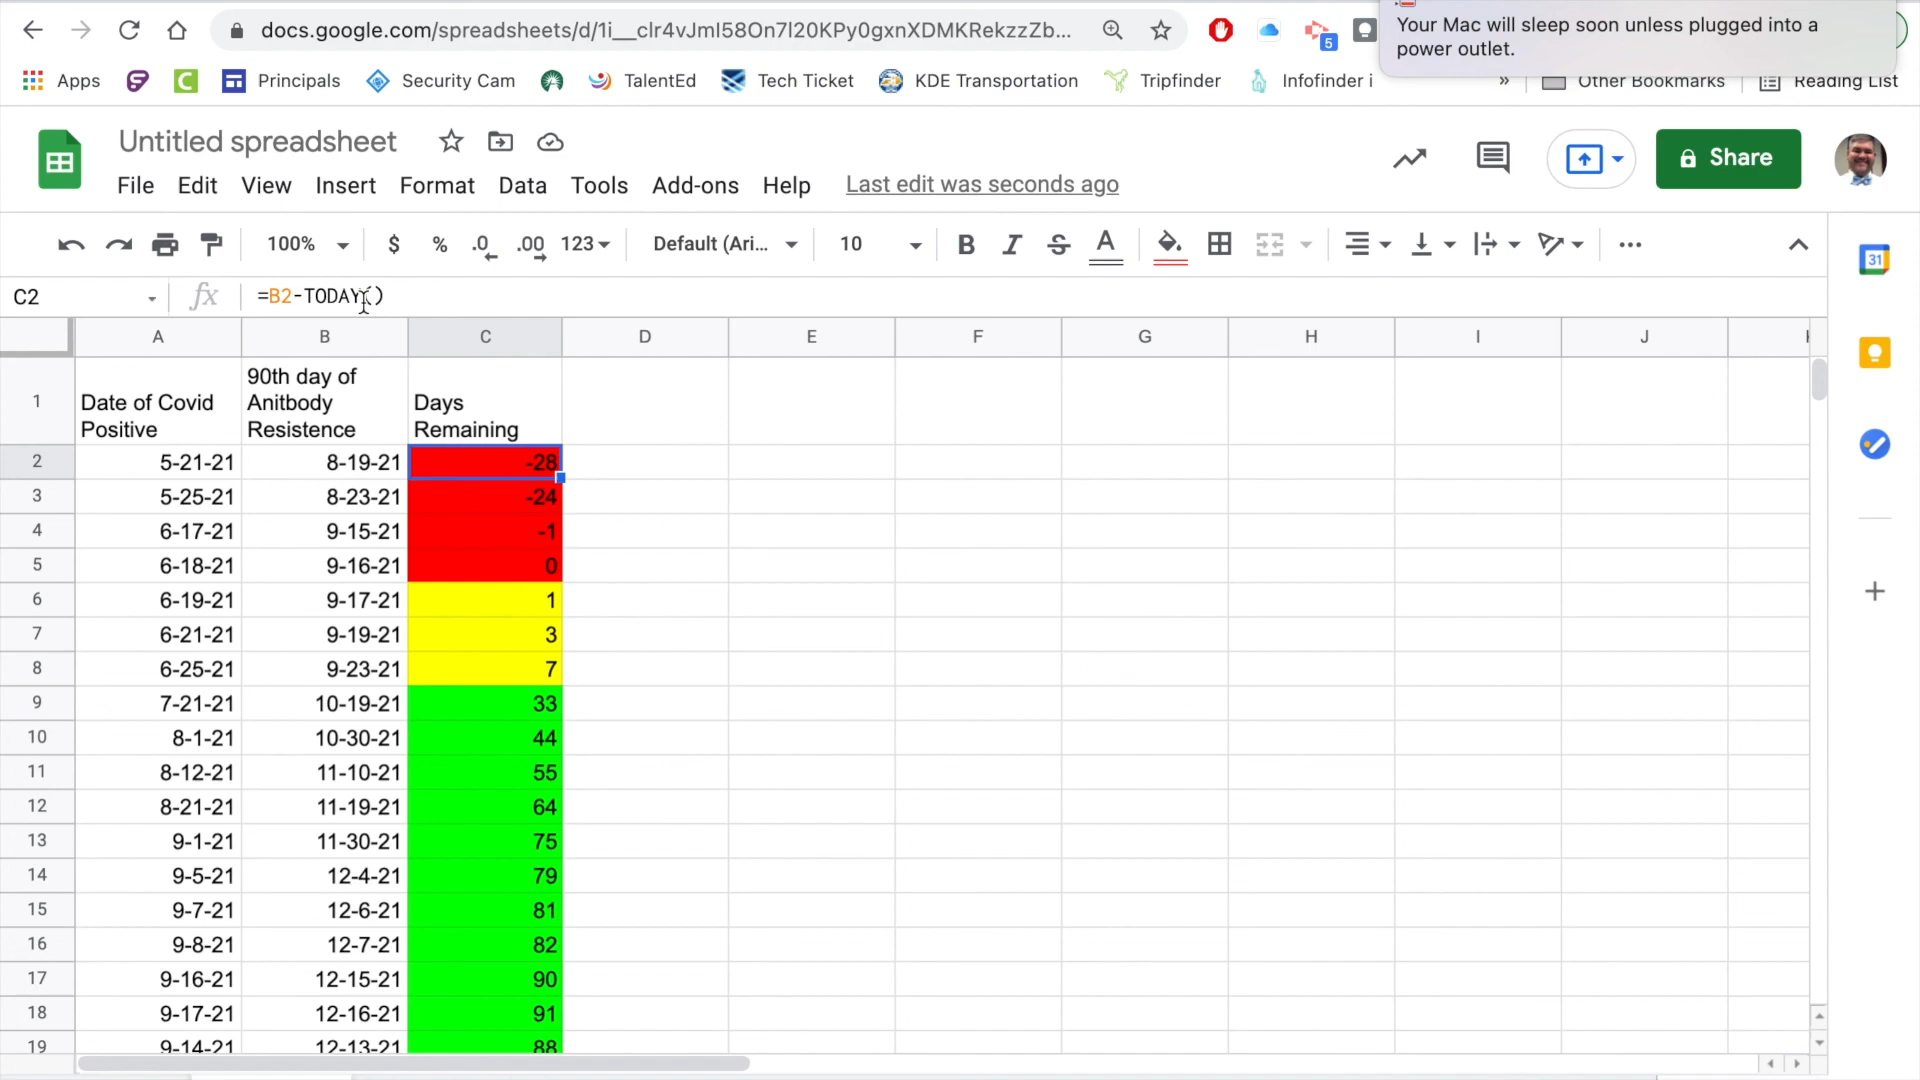 docs.google.com/spreadsheets/d/1i__clr4vJmI58On7l20KPy0gxnXDMKRekzzZb...
5
Your Mac will sleep soon unless plugged into a
power outlet.
Apps Principals Security Cam TalentEd Tech Ticket KDE Transportation Tripfinder Infofinder i » Other Bookmarks Reading List
Untitled spreadsheet
File Edit View Insert Format Data Tools Add-ons Help Last edit was seconds ago
Share
31
100% $ % .0 .00 123 Default (Ari... 10 B I S A
C2 fx =B2-TODAY()
A B C D E F G H I J
1 Date of Covid Positive 90th day of Anitbody Resistence Days Remaining
2 5-21-21 8-19-21 -28
3 5-25-21 8-23-21 -24
4 6-17-21 9-15-21 -1
5 6-18-21 9-16-21 0
6 6-19-21 9-17-21 1
7 6-21-21 9-19-21 3
8 6-25-21 9-23-21 7
9 7-21-21 10-19-21 33
10 8-1-21 10-30-21 44
11 8-12-21 11-10-21 55
12 8-21-21 11-19-21 64
13 9-1-21 11-30-21 75
14 9-5-21 12-4-21 79
15 9-7-21 12-6-21 81
16 9-8-21 12-7-21 82
17 9-16-21 12-15-21 90
18 9-17-21 12-16-21 91
19 9-14-21 12-13-21 88